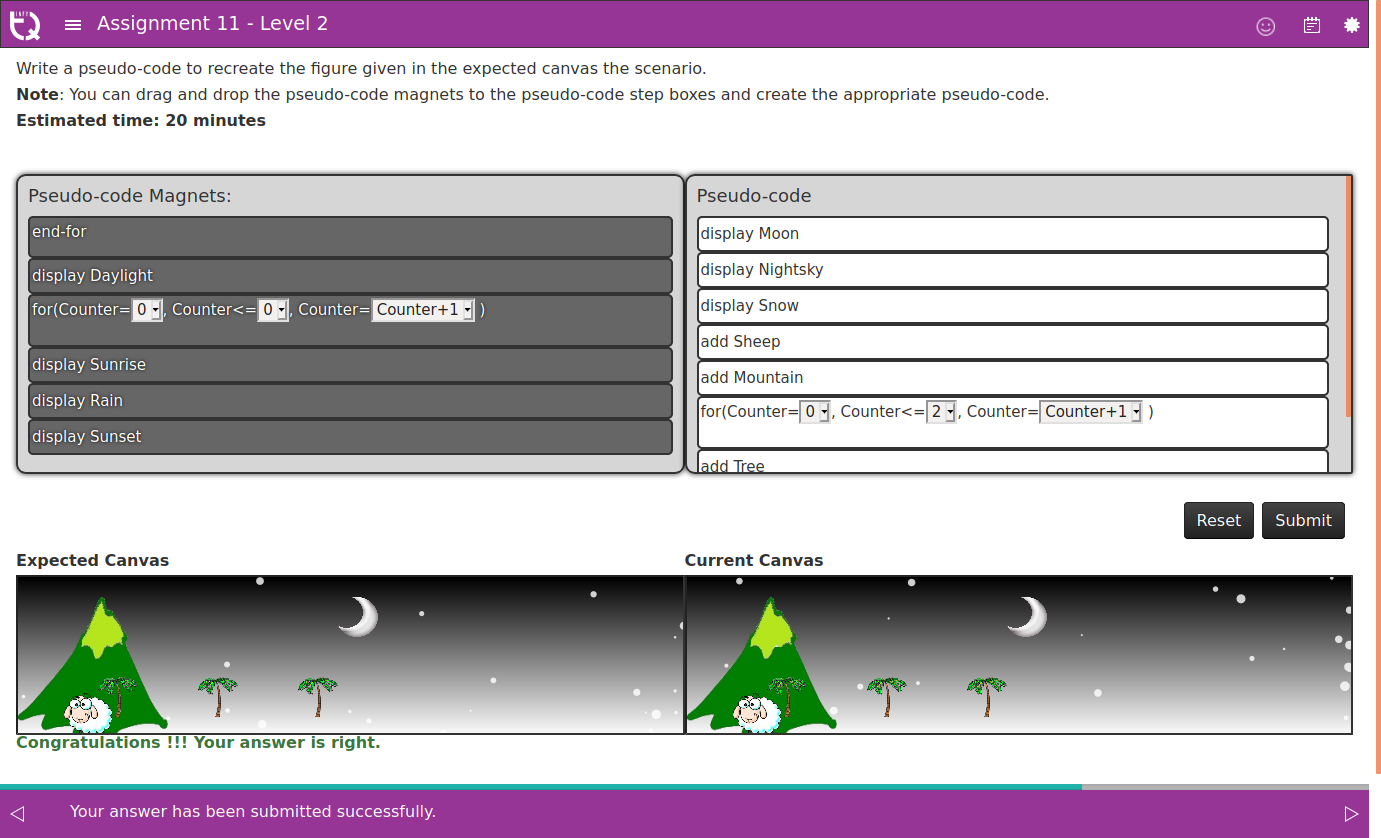 INFY
TQ
Assignment 11 - Level 2
Write a pseudo-code to recreate the figure given in the expected canvas the scenario.
Note: You can drag and drop the pseudo-code magnets to the pseudo-code step boxes and create the appropriate pseudo-code.
Estimated time: 20 minutes
Pseudo-code Magnets:
end-for
display Daylight
for(Counter= 0, Counter<= 0, Counter= Counter+1 )
display Sunrise
display Rain
display Sunset
Pseudo-code
display Moon
display Nightsky
display Snow
add Sheep
add Mountain
for(Counter= 0, Counter<= 2, Counter= Counter+1 )
add Tree
Reset Submit
Expected Canvas
Current Canvas
Congratulations !!! Your answer is right.
Your answer has been submitted successfully.